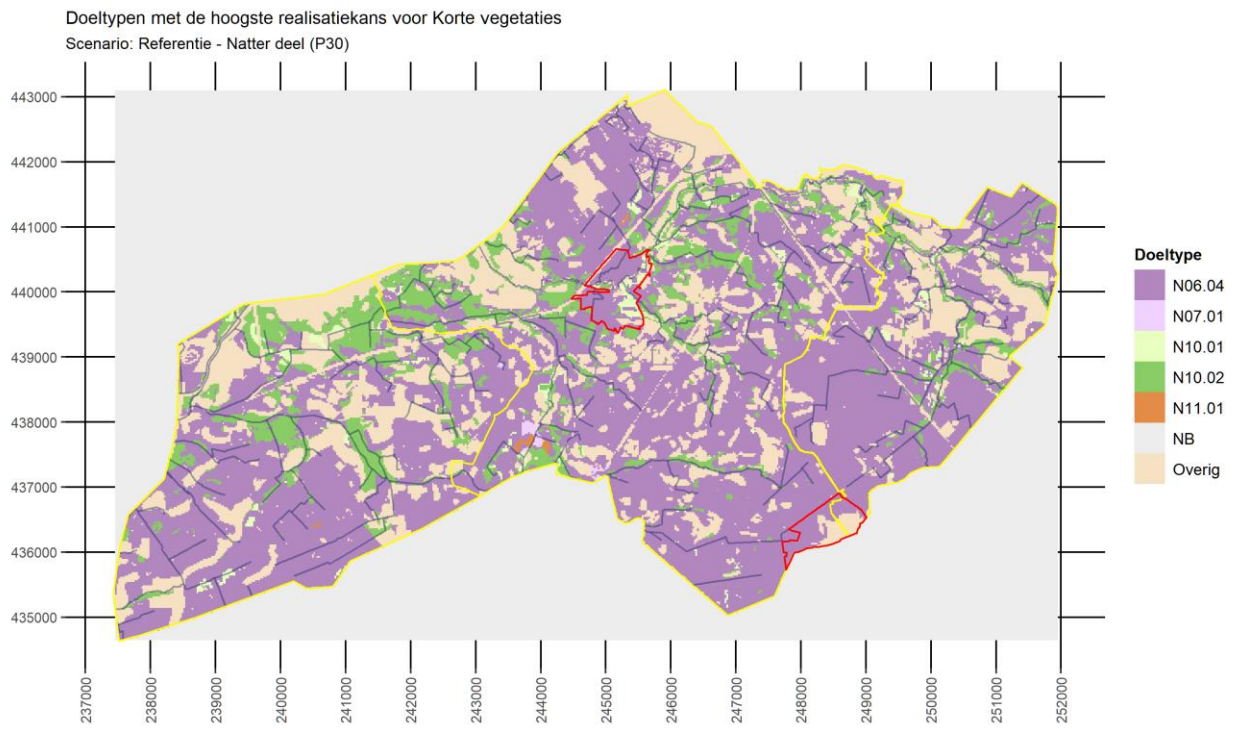 Doeltypen met de hoogste realisatiekans voor Korte vegetaties
Scenario: Referentie - Natter deel (P30)
443000
442000
441000
440000
439000
438000
437000
436000
435000
237000
238000
239000
240000
241000
242000
243000
244000
245000
246000
247000
248000
249000
250000
251000
252000
Doeltype
N06.04
N07.01
N10.01
N10.02
N11.01
NB
Overig